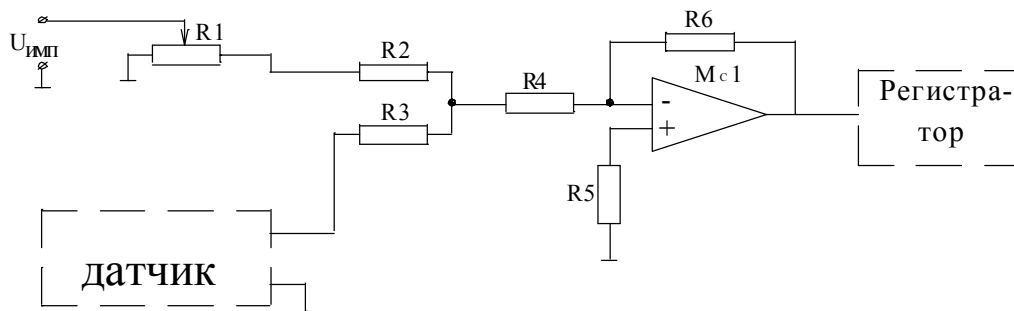 Uимп
R1
R2
R3
R4
R6
Мс1
-
+
R5
Регистра-
тор
датчик